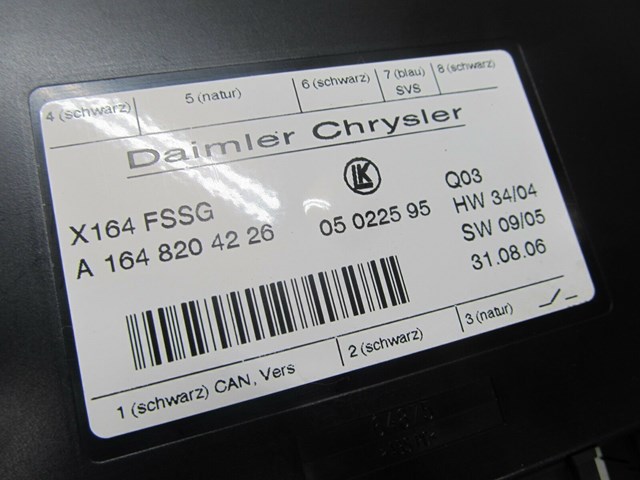 4 (schwarz) 5 (natur) 6 (schwarz) 7 (blau) 8 (schwarz)
SVS
Daimler Chrysler
LK
X164 FSSG
A 164 820 42 26
05 0225 95
Q03
HW 34/04
SW 09/05
31.08.06
1 (schwarz) CAN, Vers 2 (schwarz) 3 (natur)